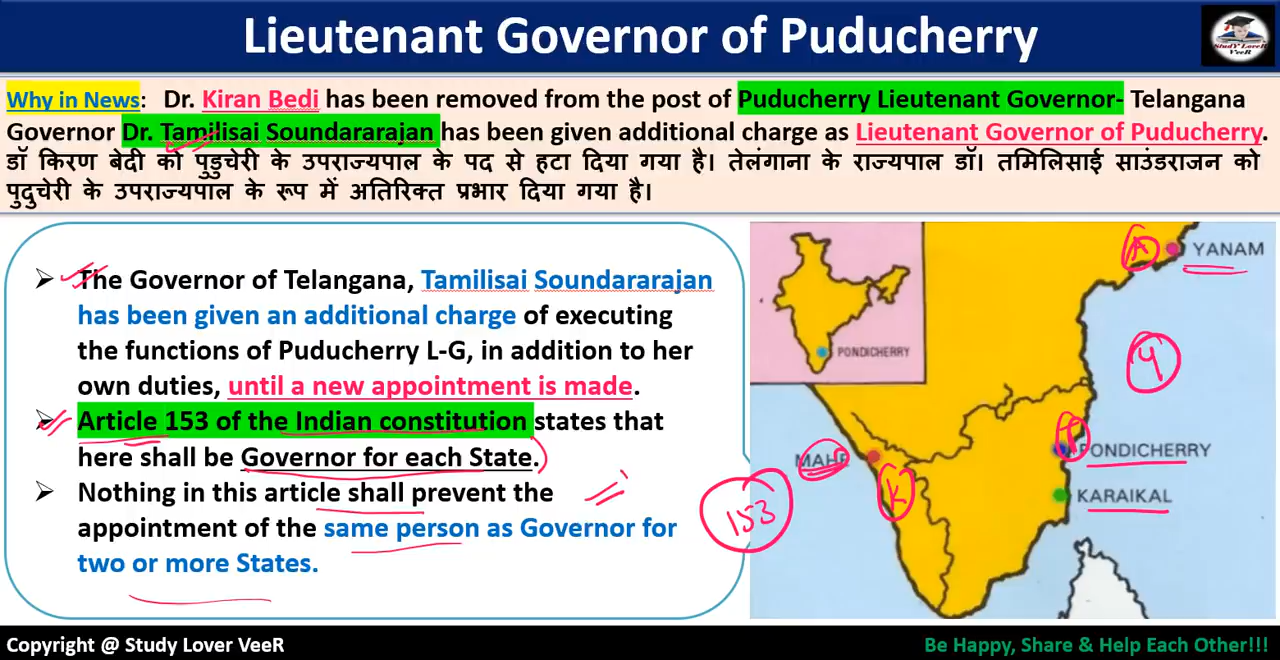 Lieutenant Governor of Puducherry
StudY LoveR
VeeR
Why in News: Dr. Kiran Bedi has been removed from the post of Puducherry Lieutenant Governor- Telangana
Governor Dr. Tamilisai Soundararajan has been given additional charge as Lieutenant Governor of Puducherry.
डॉ किरण बेदी को पुडुचेरी के उपराज्यपाल के पद से हटा दिया गया है। तेलंगाना के राज्यपाल डॉ। तमिलिसाई साउंडराजन को
पुदुचेरी के उपराज्यपाल के रूप में अतिरिक्त प्रभार दिया गया है।
➢ The Governor of Telangana, Tamilisai Soundararajan
has been given an additional charge of executing
the functions of Puducherry L-G, in addition to her
own duties, until a new appointment is made.
➢ Article 153 of the Indian constitution states that
here shall be Governor for each State.
➢ Nothing in this article shall prevent the
appointment of the same person as Governor for
two or more States.
PONDICHERRY
A
YANAM
4
MAHE
P
PONDICHERRY
K
KARAIKAL
153
Copyright @ Study Lover VeeR
Be Happy, Share & Help Each Other!!!